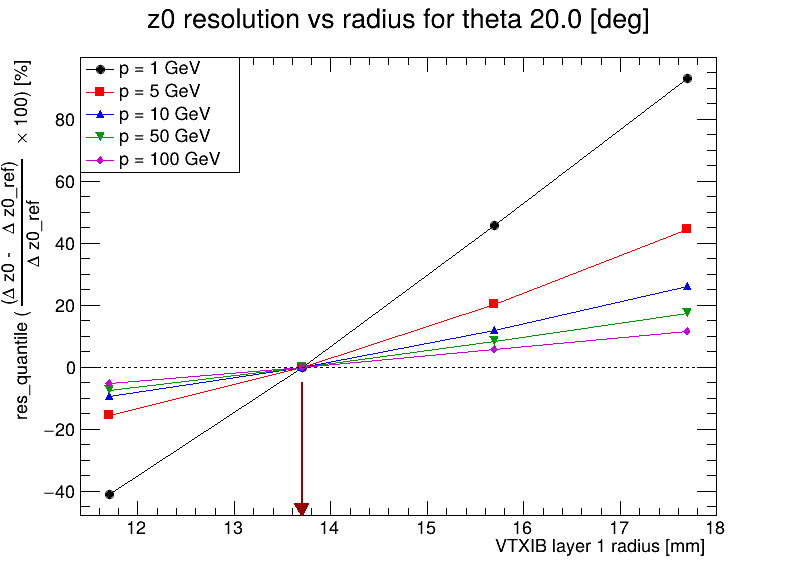 z0 resolution vs radius for theta 20.0 [deg]
p = 1 GeV
p = 5 GeV
p = 10 GeV
p = 50 GeV
p = 100 GeV
res_quantile ( (Δ z0 - Δ z0_ref) / Δ z0_ref × 100) [%]
80
60
40
20
0
−20
−40
12 13 14 15 16 17 18
VTXIB layer 1 radius [mm]